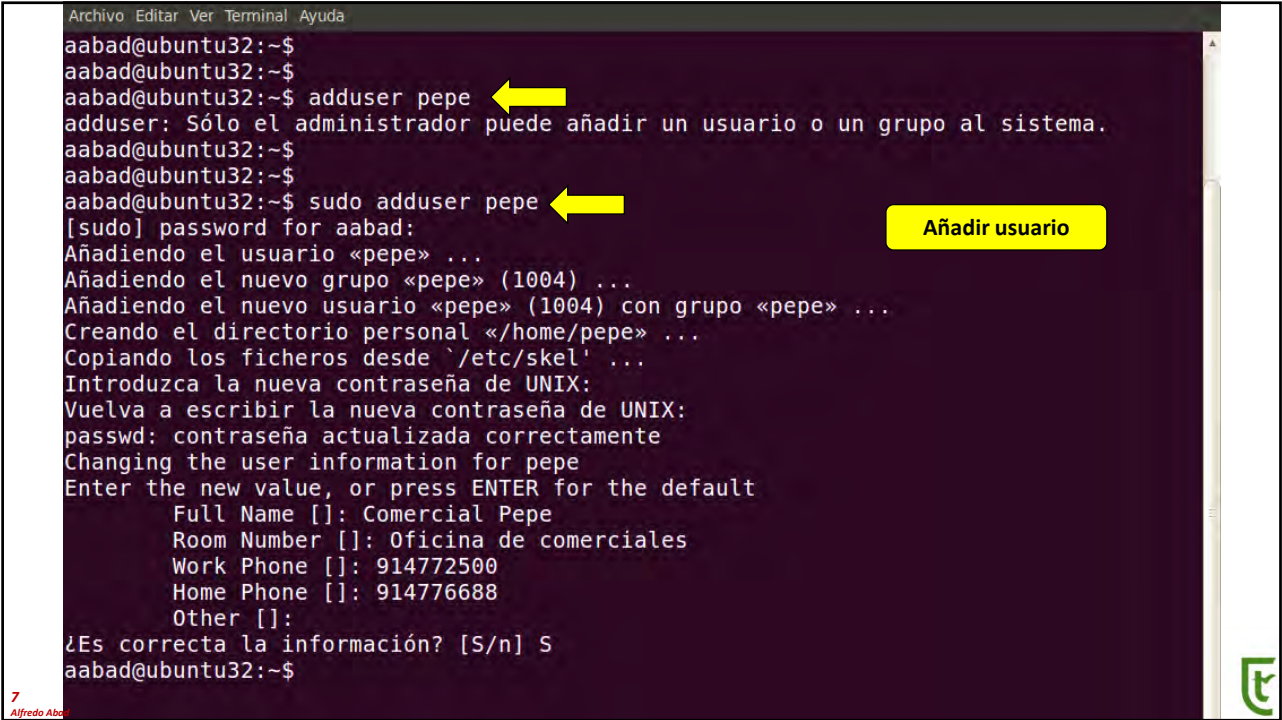 Archivo Editar Ver Terminal Ayuda
aabad@ubuntu32:~$
aabad@ubuntu32:~$
aabad@ubuntu32:~$ adduser pepe
adduser: Sólo el administrador puede añadir un usuario o un grupo al sistema.
aabad@ubuntu32:~$
aabad@ubuntu32:~$
aabad@ubuntu32:~$ sudo adduser pepe
[sudo] password for aabad:
Añadir usuario
Añadiendo el usuario «pepe» ...
Añadiendo el nuevo grupo «pepe» (1004) ...
Añadiendo el nuevo usuario «pepe» (1004) con grupo «pepe» ...
Creando el directorio personal «/home/pepe» ...
Copiando los ficheros desde `/etc/skel' ...
Introduzca la nueva contraseña de UNIX:
Vuelva a escribir la nueva contraseña de UNIX:
passwd: contraseña actualizada correctamente
Changing the user information for pepe
Enter the new value, or press ENTER for the default
Full Name []: Comercial Pepe
Room Number []: Oficina de comerciales
Work Phone []: 914772500
Home Phone []: 914776688
Other []:
¿Es correcta la información? [S/n] S
aabad@ubuntu32:~$
7
Alfredo Abad